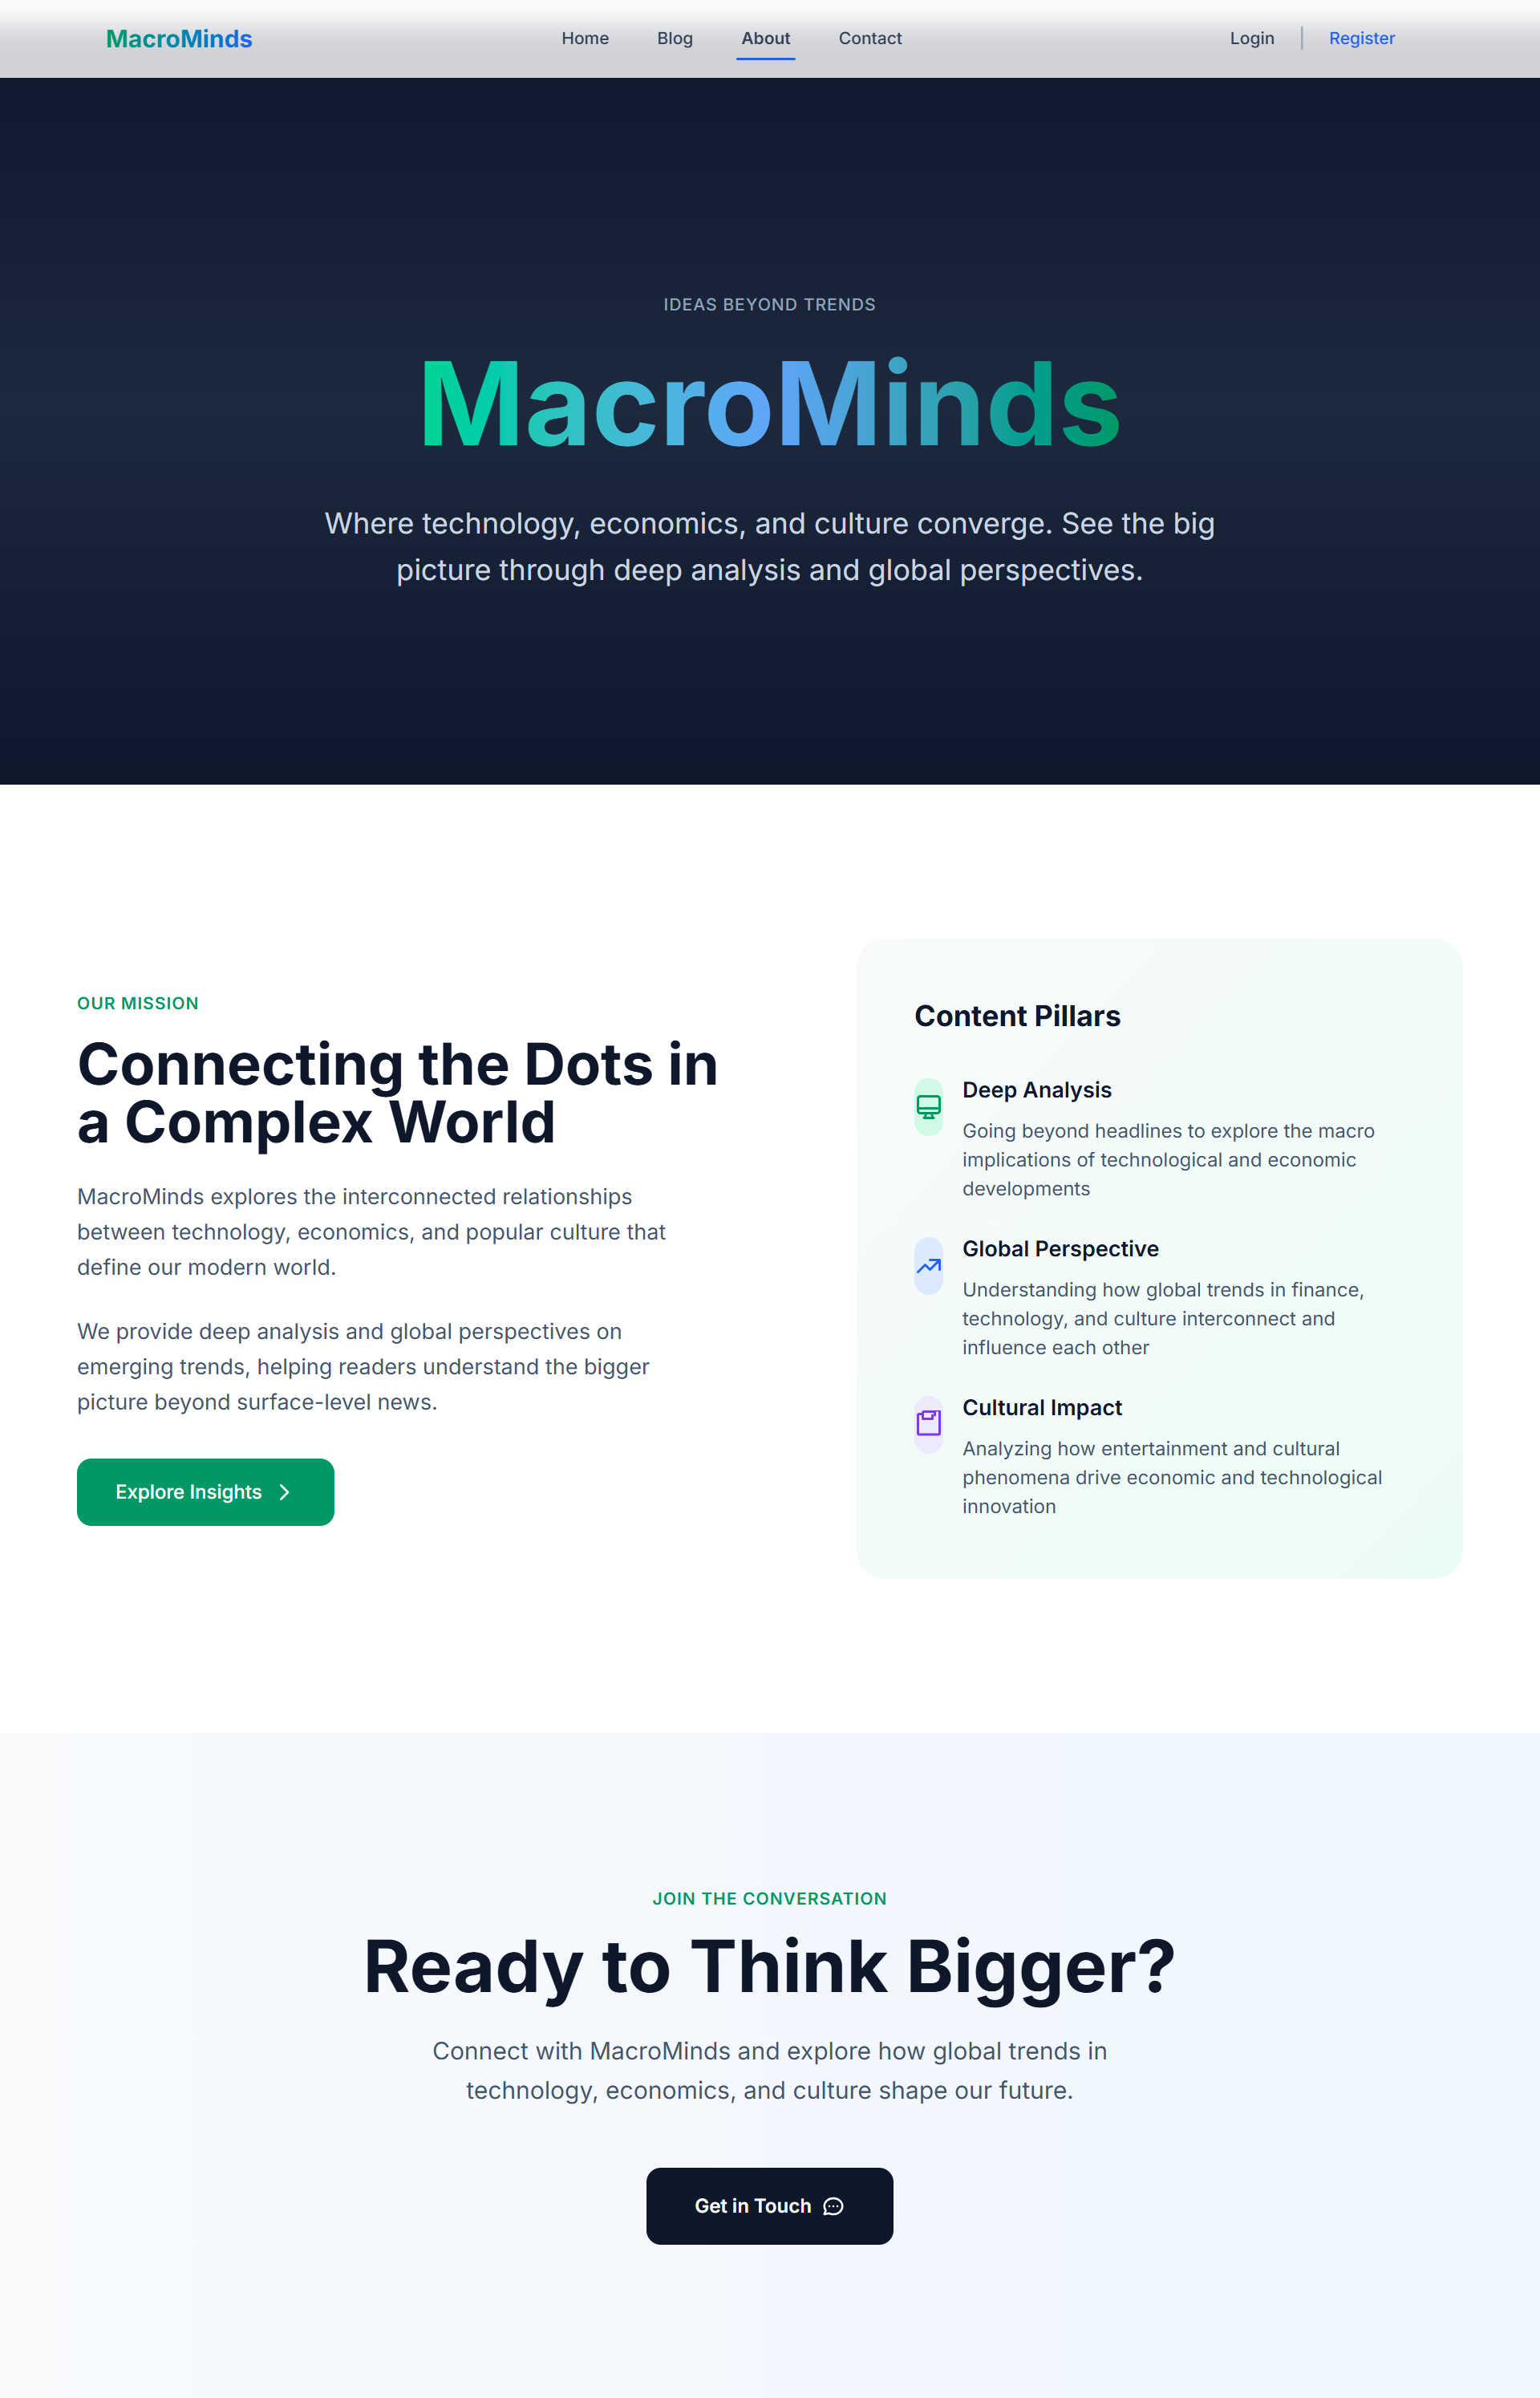 MacroMinds
Home
Blog
About
Contact
Login
Register
IDEAS BEYOND TRENDS
MacroMinds
Where technology, economics, and culture converge. See the big
picture through deep analysis and global perspectives.
OUR MISSION
Connecting the Dots in
a Complex World
MacroMinds explores the interconnected relationships
between technology, economics, and popular culture that
define our modern world.
We provide deep analysis and global perspectives on
emerging trends, helping readers understand the bigger
picture beyond surface-level news.
Explore Insights
Content Pillars
Deep Analysis
Going beyond headlines to explore the macro
implications of technological and economic
developments
Global Perspective
Understanding how global trends in finance,
technology, and culture interconnect and
influence each other
Cultural Impact
Analyzing how entertainment and cultural
phenomena drive economic and technological
innovation
JOIN THE CONVERSATION
Ready to Think Bigger?
Connect with MacroMinds and explore how global trends in
technology, economics, and culture shape our future.
Get in Touch